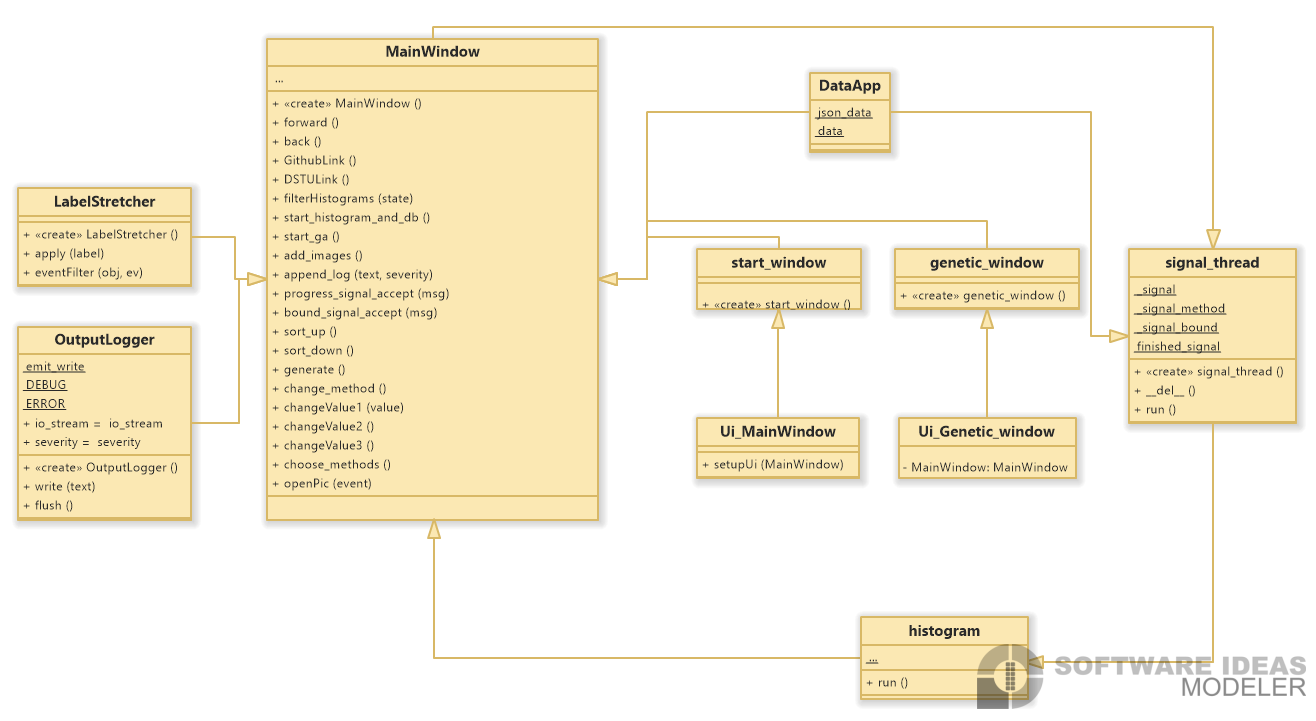 MainWindow
...
+ «create» MainWindow ()
+ forward ()
+ back ()
+ GithubLink ()
+ DSTULink ()
+ filterHistograms (state)
+ start_histogram_and_db ()
+ start_ga ()
+ add_images ()
+ append_log (text, severity)
+ progress_signal_accept (msg)
+ bound_signal_accept (msg)
+ sort_up ()
+ sort_down ()
+ generate ()
+ change_method ()
+ changeValue1 (value)
+ changeValue2 ()
+ changeValue3 ()
+ choose_methods ()
+ openPic (event)
DataApp
json_data
data
LabelStretcher
+ «create» LabelStretcher ()
+ apply (label)
+ eventFilter (obj, ev)
OutputLogger
emit_write
DEBUG
ERROR
+ io_stream = io_stream
+ severity = severity
+ «create» OutputLogger ()
+ write (text)
+ flush ()
start_window
+ «create» start_window ()
genetic_window
+ «create» genetic_window ()
signal_thread
_signal
_signal_method
_signal_bound
finished_signal
+ «create» signal_thread ()
+ __del__ ()
+ run ()
Ui_MainWindow
+ setupUi (MainWindow)
Ui_Genetic_window
- MainWindow: MainWindow
histogram
...
+ run ()
SOFTWARE IDEAS
MODELER